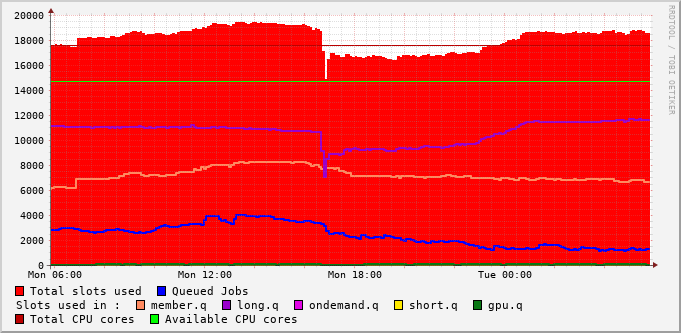 20000
18000
16000
14000
12000
10000
8000
6000
4000
2000
0
Mon 06:00 Mon 12:00 Mon 18:00 Tue 00:00
Total slots used Queued Jobs
Slots used in : member.q long.q ondemand.q short.q gpu.q
Total CPU cores Available CPU cores
RRDTOOL / TOBI OETIKER